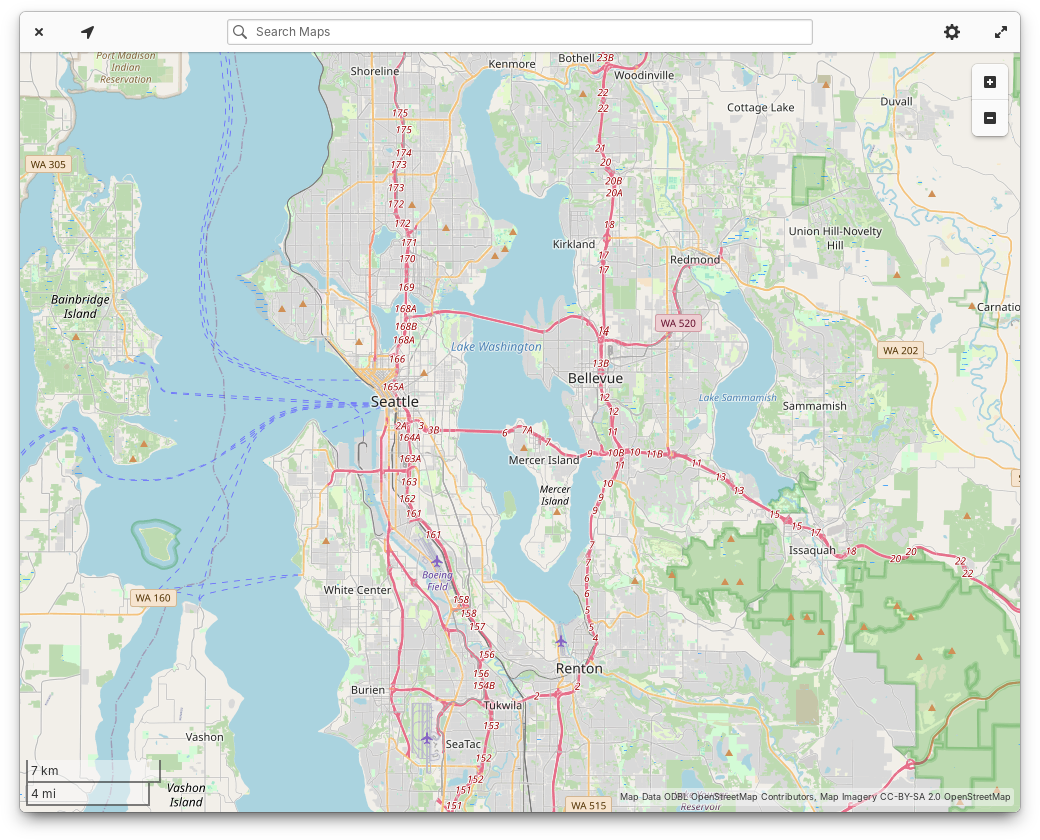 Search Maps
Port Madison
Indian
Reservation
Shoreline
Kenmore
Bothell
23B
Woodinville
22
22
Cottage Lake
Duvall
175
175
174
173
173
172
172
171
170
169
168A
168B
168A
166
165A
21
20
20B
20A
18
17
17
WA 305
Kirkland
Redmond
Union Hill-Novelty
Hill
Bainbridge
Island
Carnatio
WA 520
14
WA 202
Lake Washington
13B
Bellevue
12
12
Seattle
Lake Sammamish
Sammamish
2A
3
3B
6
7A
7
9
10B
10
11B
11
11
11
13
13
164A
163A
163
162
161
161
Mercer Island
Mercer
Island
10
9
9
15
15
17
18
20
20
22
22
Issaquah
7
7
6
6
5
5
4
Boeing
Field
White Center
WA 160
158
158
157
156
156
154B
153
152
152
151
151
Renton
2
2
Burien
Tukwila
SeaTac
Vashon
Vashon
Island
7 km
4 mi
WA 515
Reservoir
Map Data ODBL OpenStreetMap Contributors, Map Imagery CC-BY-SA 2.0 OpenStreetMap